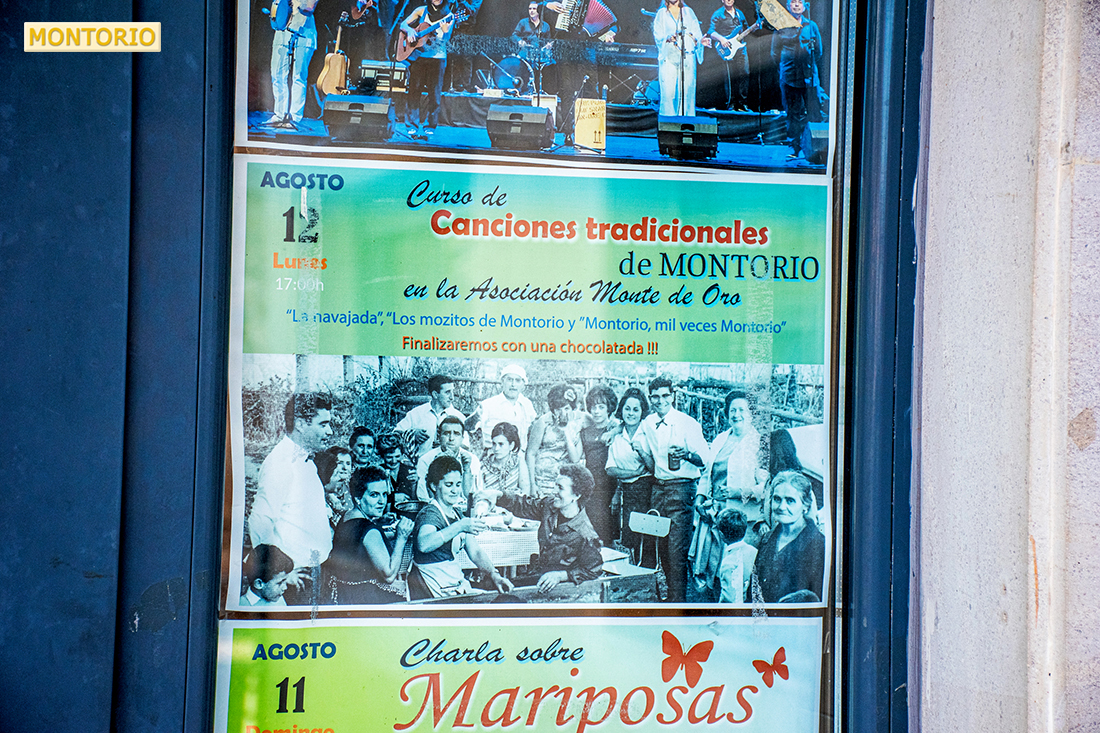 MONTORIO
AGOSTO
12
Lunes
17:00h
Curso de
Canciones tradicionales
de MONTORIO
en la Asociación Monte de Oro
"La navajada", "Los mozitos de Montorio y "Montorio, mil veces Montorio"
Finalizaremos con una chocolatada !!!
AGOSTO
11
Domingo
Charla sobre
Mariposas